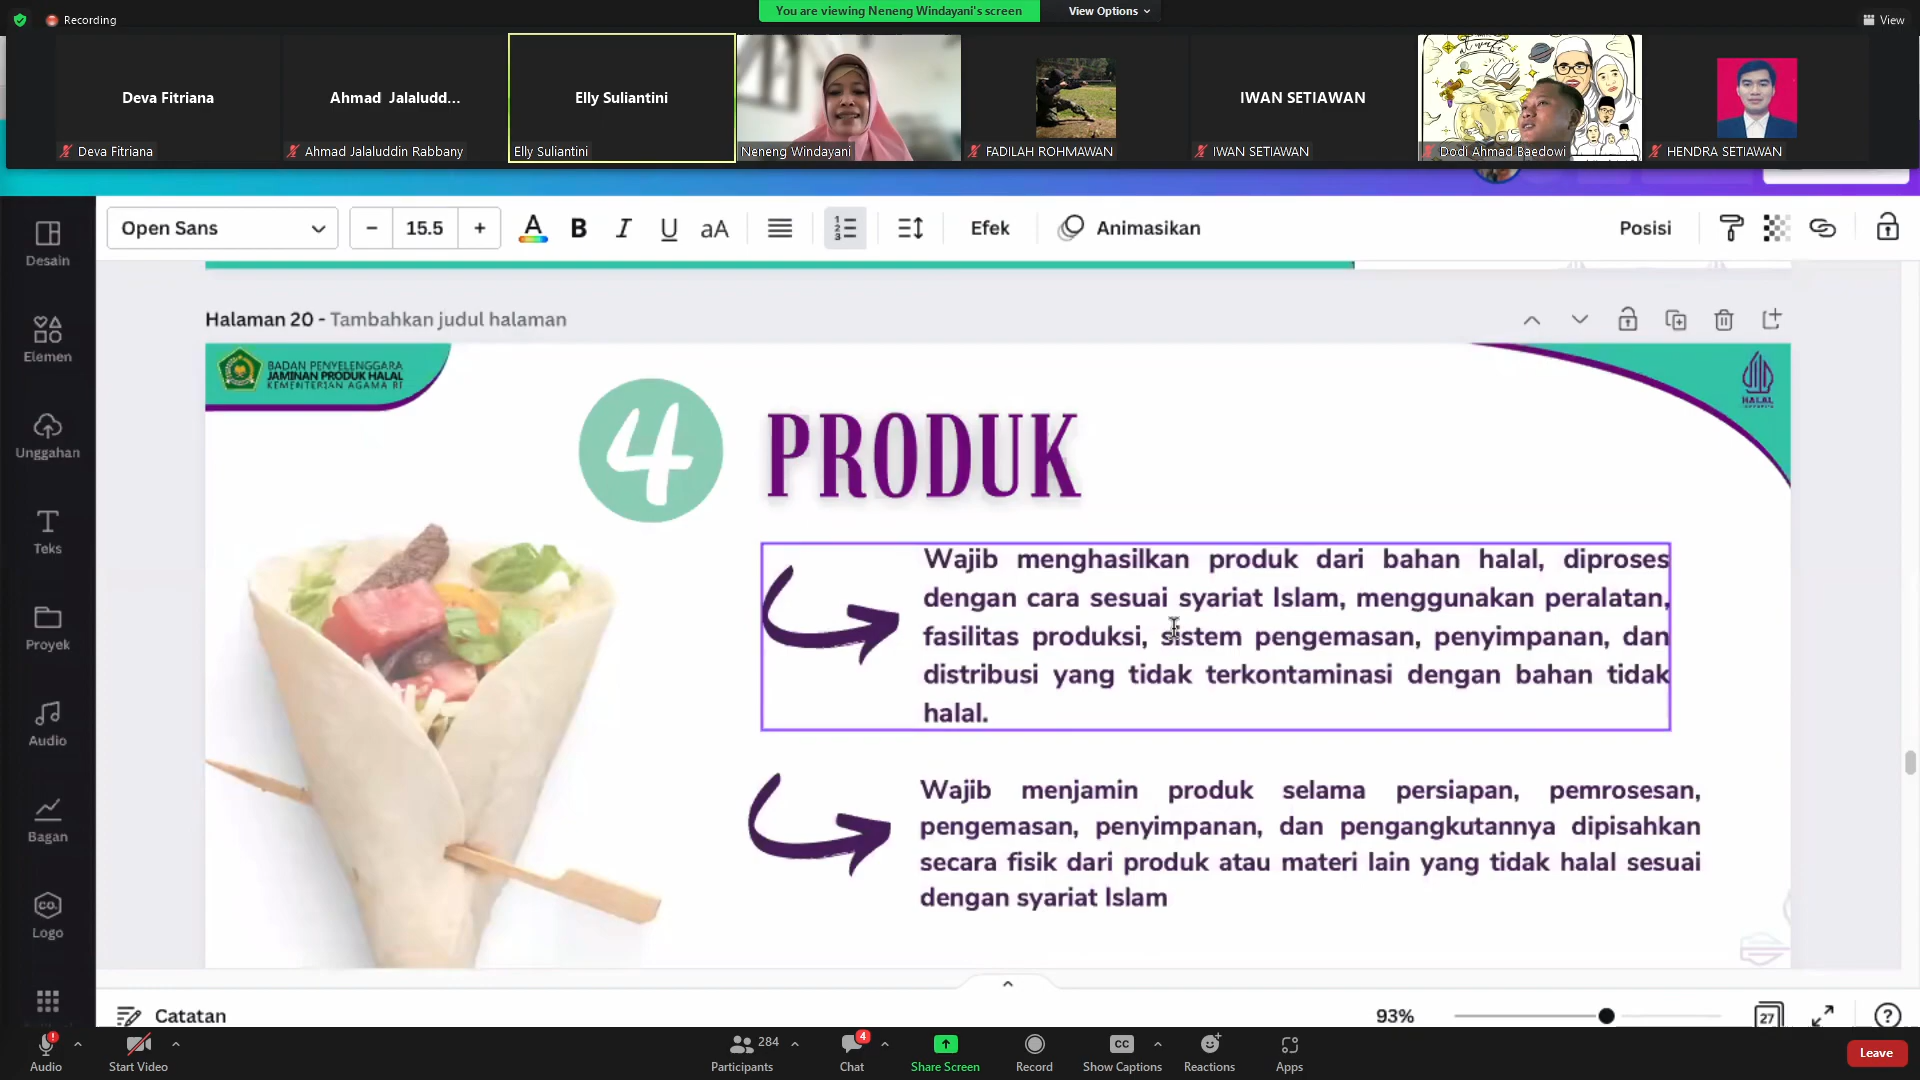 Recording
You are viewing Neneng Windayani's screen
View Options
View
Deva Fitriana
Ahmad Jalaludd...
Elly Suliantini
IWAN SETIAWAN
Deva Fitriana
Ahmad Jalaluddin Rabbany
Elly Suliantini
Neneng Windayani
FADILAH ROHMAWAN
IWAN SETIAWAN
Dodi Ahmad Baedowi
HENDRA SETIAWAN
Open Sans
− 15.5 +
A B I U aA
Efek
Animasikan
Posisi
Desain
Elemen
Unggahan
Teks
Proyek
Audio
Bagan
CO.
Logo
Halaman 20 - Tambahkan judul halaman
BADAN PENYELENGGARA
JAMINAN PRODUK HALAL
KEMENTERIAN AGAMA RI
HALAL
4 PRODUK
Wajib menghasilkan produk dari bahan halal, diproses
dengan cara sesuai syariat Islam, menggunakan peralatan,
fasilitas produksi, sistem pengemasan, penyimpanan, dan
distribusi yang tidak terkontaminasi dengan bahan tidak
halal.
Wajib menjamin produk selama persiapan, pemrosesan,
pengemasan, penyimpanan, dan pengangkutannya dipisahkan
secara fisik dari produk atau materi lain yang tidak halal sesuai
dengan syariat Islam
Catatan
93%
27
?
Audio
Start Video
284
Participants
4
Chat
Share Screen
Record
CC
Show Captions
Reactions
Apps
Leave